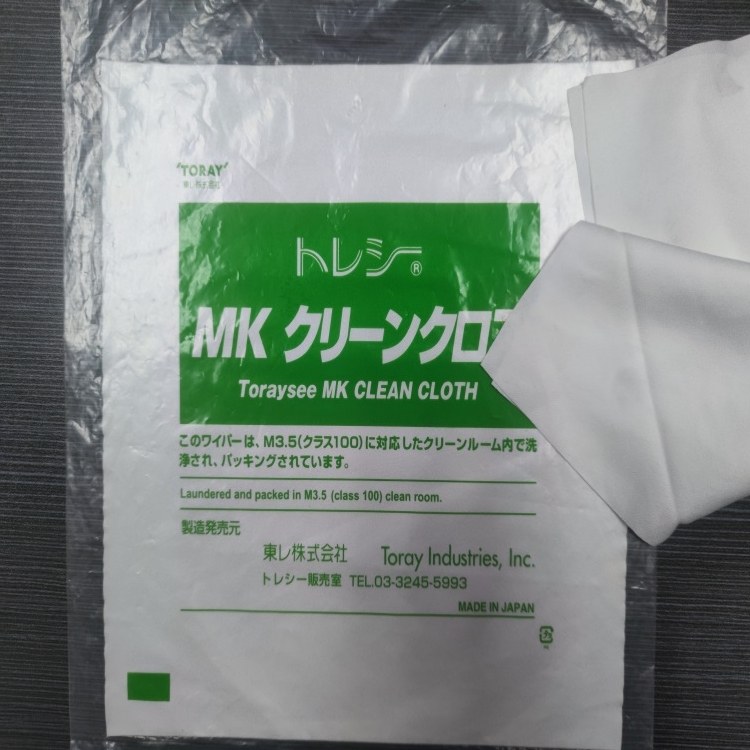 'TORAY'
トレシー®
MK クリーンクロス
Toraysee MK CLEAN CLOTH
このワイパーは、M3.5(クラス100)に対応したクリーンルーム内で洗
浄され、パッキングされています。
Laundered and packed in M3.5 (class 100) clean room.
製造発売元
東レ株式会社 Toray Industries, Inc.
トレシー販売室 TEL.03-3245-5993
MADE IN JAPAN
プラ